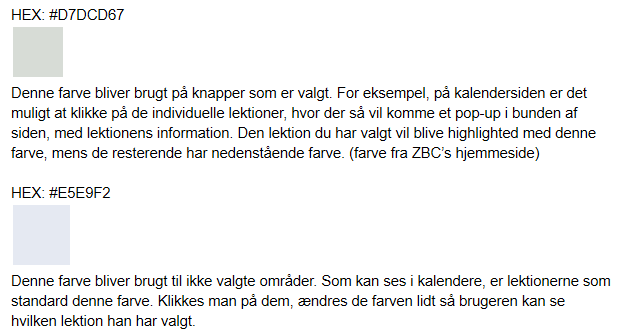 HEX: #D7DCD67
Denne farve bliver brugt på knapper som er valgt. For eksempel, på kalendersiden er det
muligt at klikke på de individuelle lektioner, hvor der så vil komme et pop-up i bunden af
siden, med lektionens information. Den lektion du har valgt vil blive highlighted med denne
farve, mens de resterende har nedenstående farve. (farve fra ZBC’s hjemmeside)
HEX: #E5E9F2
Denne farve bliver brugt til ikke valgte områder. Som kan ses i kalendere, er lektionerne som
standard denne farve. Klikkes man på dem, ændres de farven lidt så brugeren kan se
hvilken lektion han har valgt.